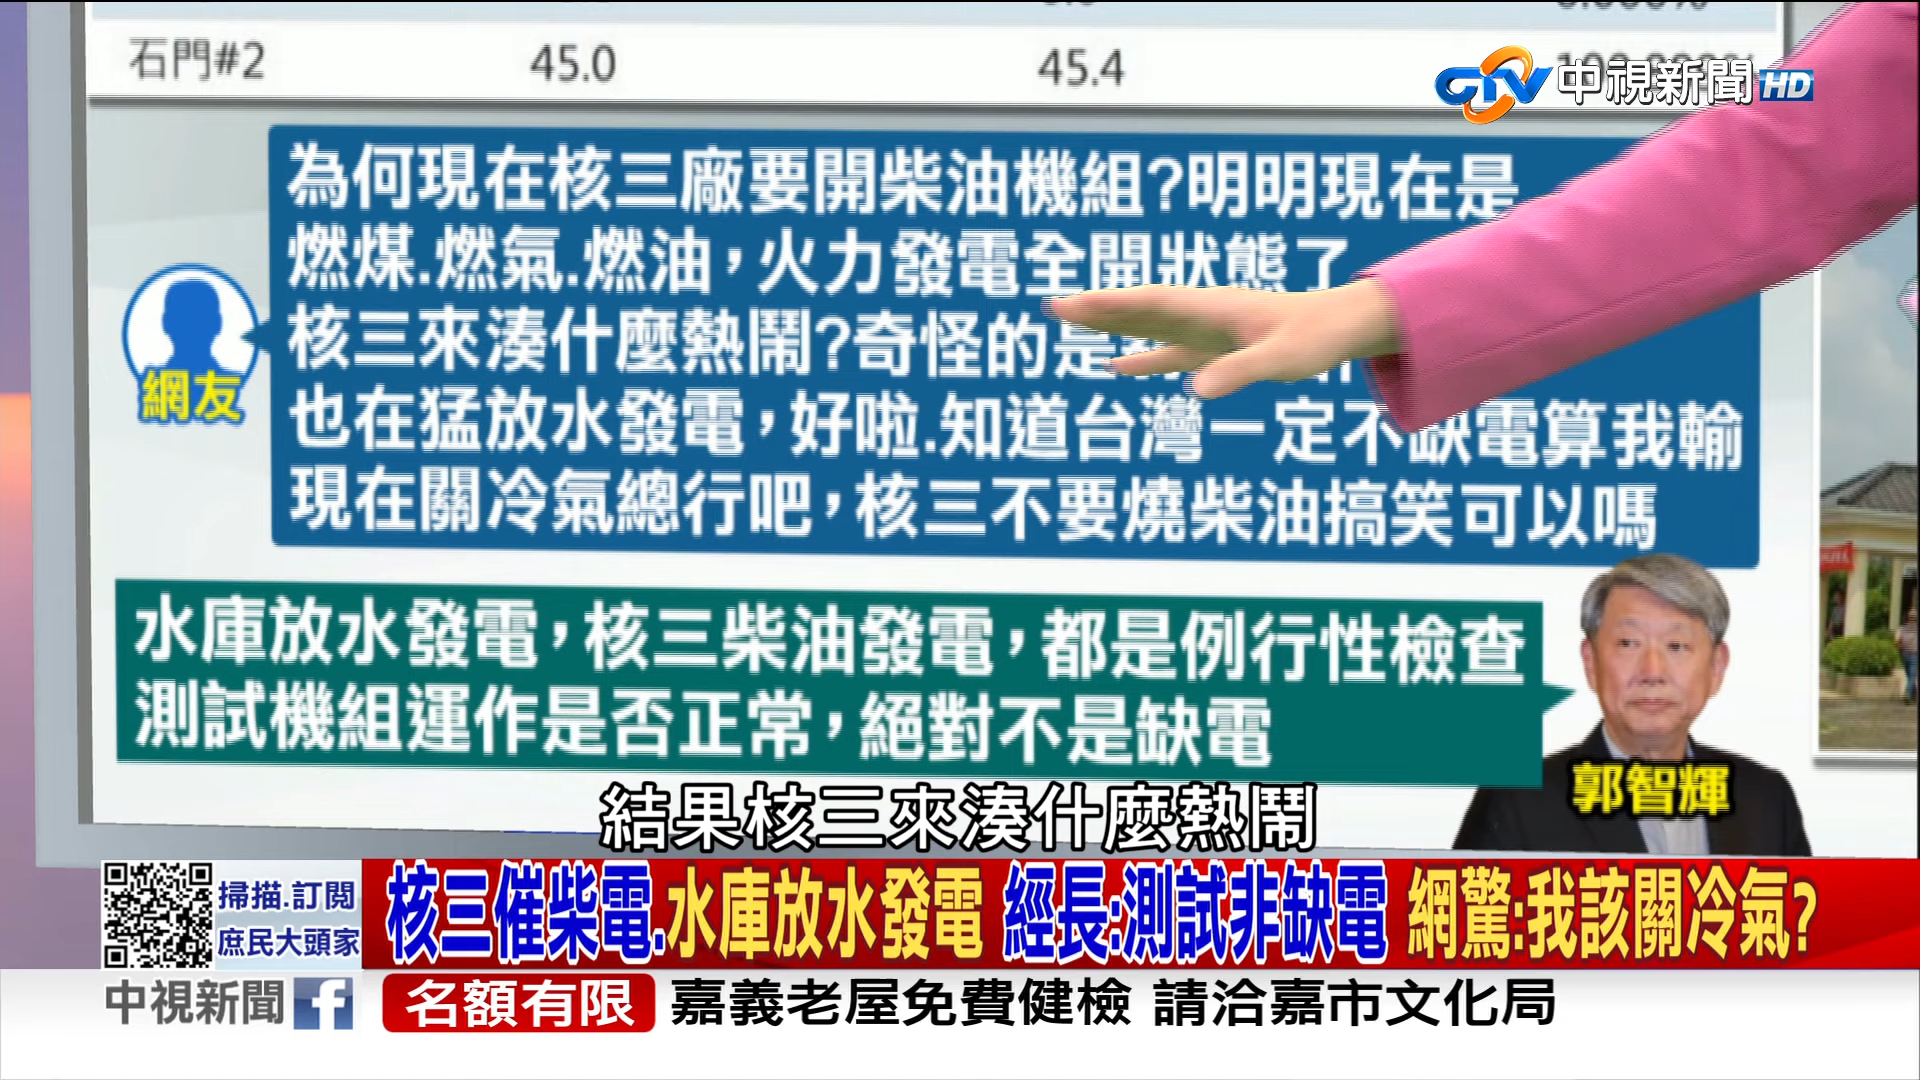 石門#2 45.0 45.4
CTV 中視新聞 HD
為何現在核三廠要開柴油機組?明明現在是
燃煤.燃氣.燃油，火力發電全開狀態了
核三來湊什麼熱鬧?奇怪的是
也在猛放水發電，好啦.知道台灣一定不缺電算我輸
現在關冷氣總行吧，核三不要燒柴油搞笑可以嗎
網友
水庫放水發電，核三柴油發電，都是例行性檢查
測試機組運作是否正常，絕對不是缺電
郭智輝
結果核三來湊什麼熱鬧
掃描.訂閱
庶民大頭家
核三催柴電.水庫放水發電 經長:測試非缺電 網驚:我該關冷氣?
中視新聞 f 名額有限 嘉義老屋免費健檢 請洽嘉市文化局